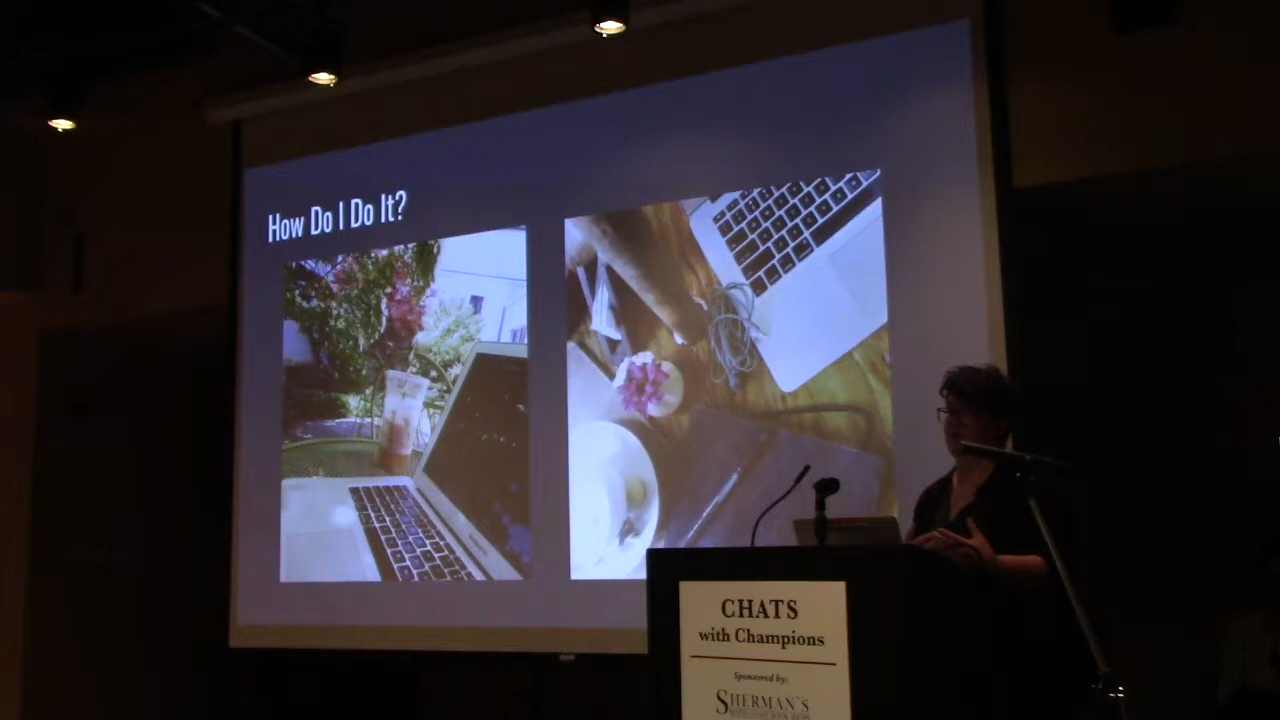 How Do I Do It?
CHATS
with Champions
Sponsored by:
SHERMAN'S